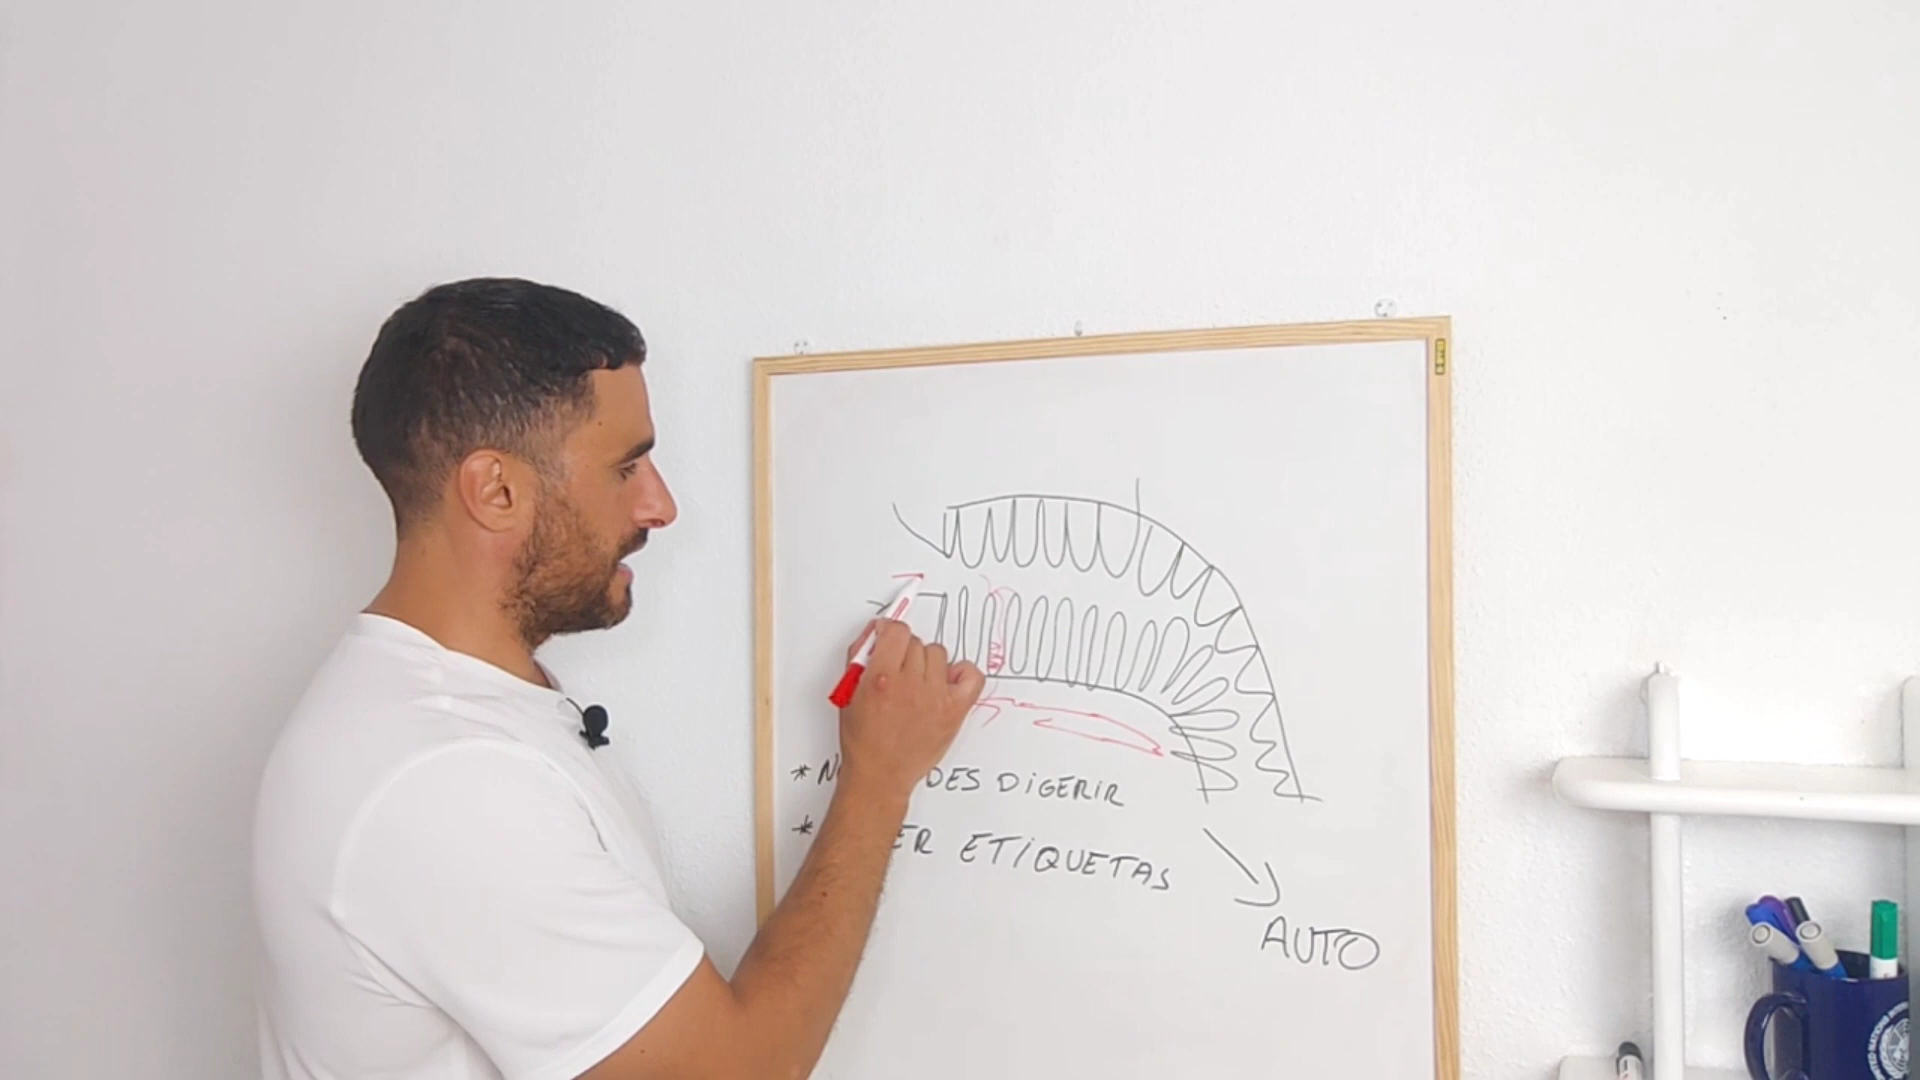 * N DES DIGERIR
* ER ETIQUETAS
AUTO